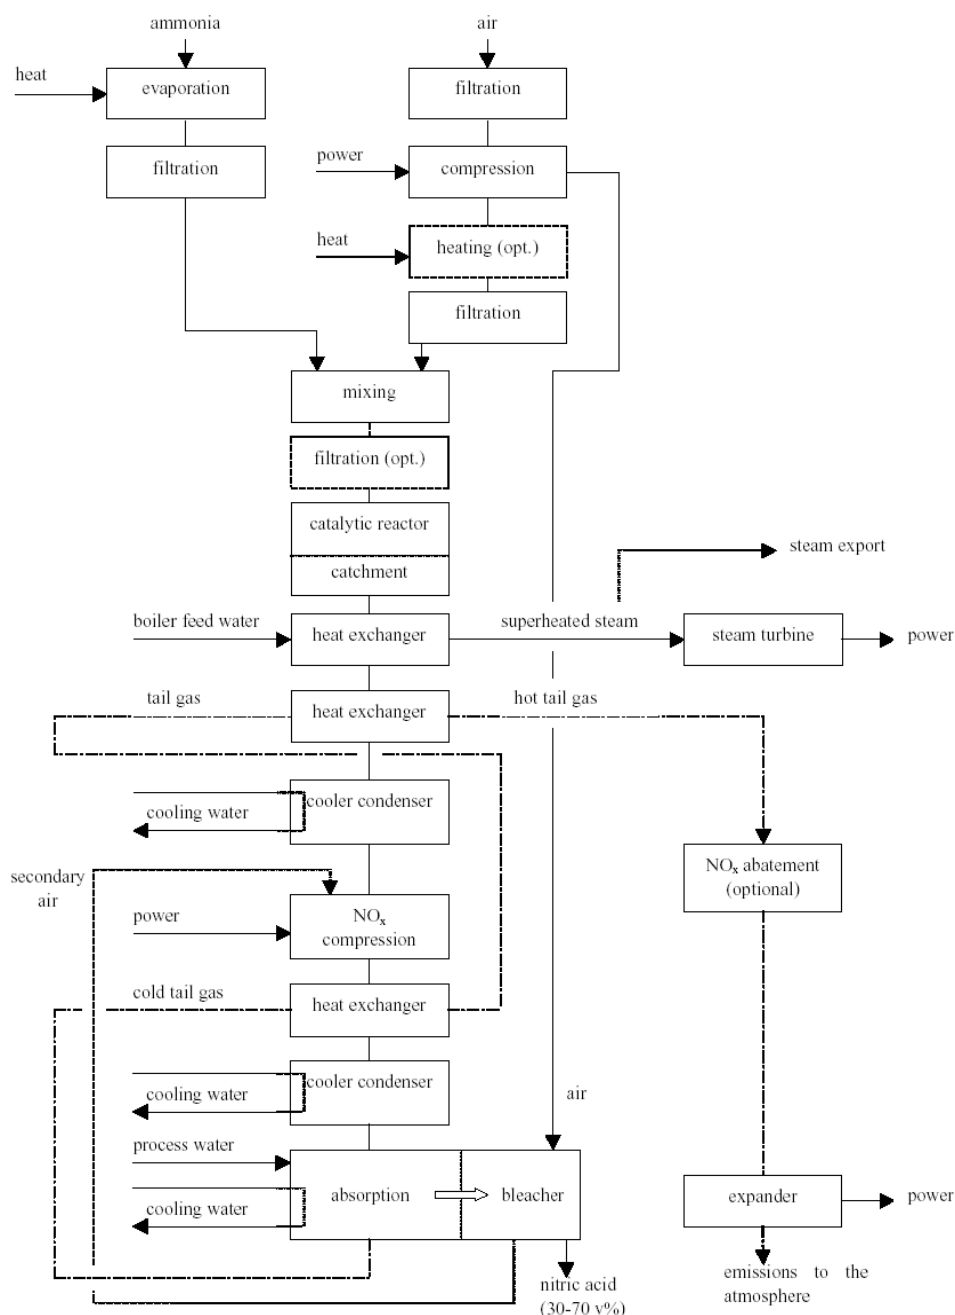 ammonia
air
heat
evaporation
filtration
power
filtration
compression
heat
heating (opt.)
filtration
mixing
filtration (opt.)
catalytic reactor
catchment
steam export
boiler feed water
heat exchanger
superheated steam
steam turbine
power
tail gas
heat exchanger
hot tail gas
cooler condenser
cooling water
secondary
air
NOx abatement
(optional)
power
NOx
compression
cold tail gas
heat exchanger
cooler condenser
cooling water
air
process water
absorption
bleacher
cooling water
expander
power
nitric acid
(30-70 v%)
emissions to the
atmosphere